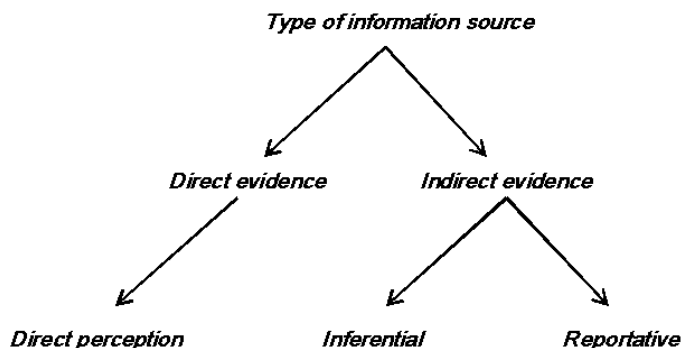 Type of information source
Direct evidence Indirect evidence
Direct perception Inferential Reportative